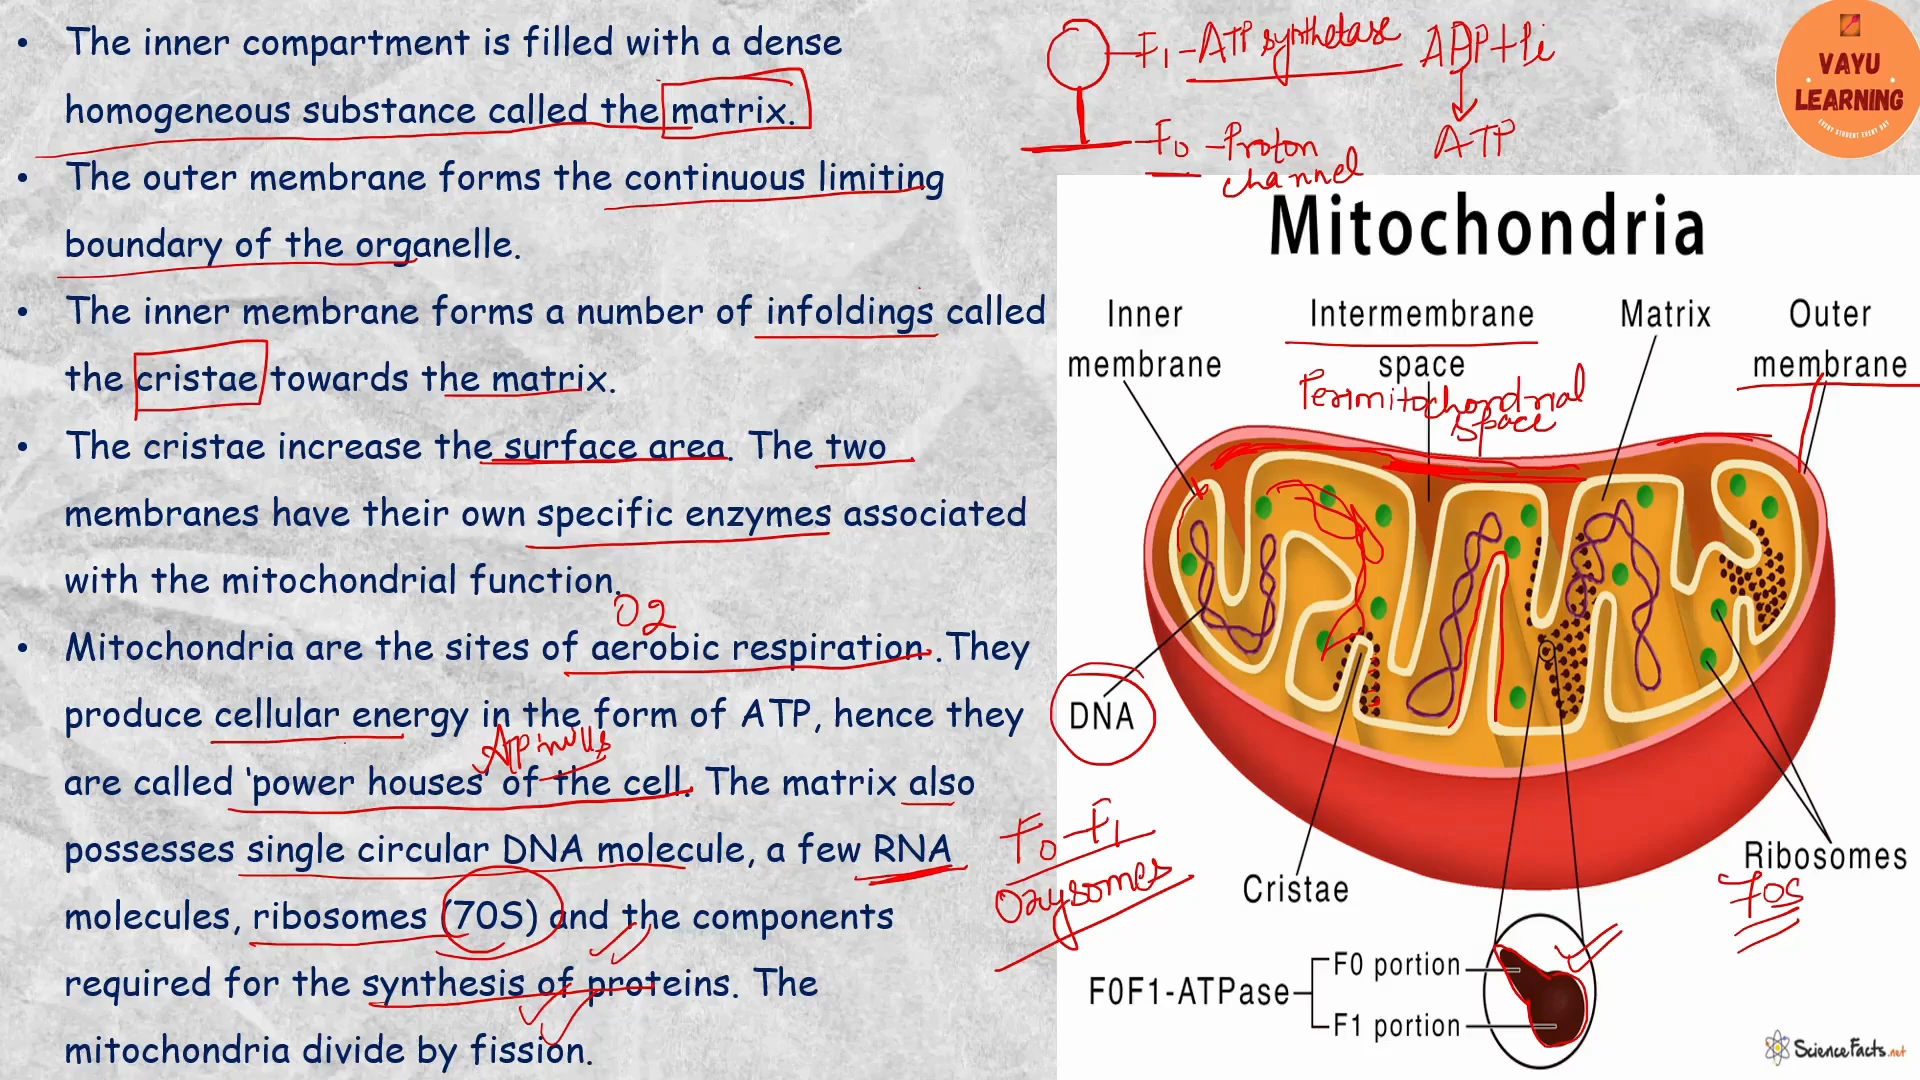 • The inner compartment is filled with a dense
homogeneous substance called the matrix.
• The outer membrane forms the continuous limiting
boundary of the organelle.
• The inner membrane forms a number of infoldings called
the cristae towards the matrix.
• The cristae increase the surface area. The two
membranes have their own specific enzymes associated
with the mitochondrial function.
O2
• Mitochondria are the sites of aerobic respiration. They
produce cellular energy in the form of ATP, hence they
ATP mills
are called ‘power houses’ of the cell. The matrix also
possesses single circular DNA molecule, a few RNA
molecules, ribosomes (70S) and the components
required for the synthesis of proteins. The
mitochondria divide by fission.
F1 - ATP synthetase
ADP+Pi
ATP
F0 - Proton
channel
VAYU
LEARNING
EVERY STUDENT EVERY DAY
Mitochondria
Inner
membrane
Intermembrane
space
Perimitochondrial
space
Matrix
Outer
membrane
DNA
F0-F1
Oxysomes
Cristae
Ribosomes
70S
F0F1-ATPase
F0 portion
F1 portion
ScienceFacts.net